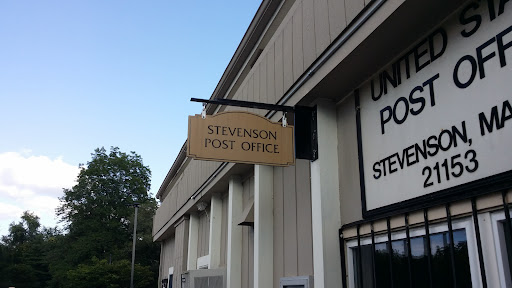 STEVENSON
POST OFFICE
UNITED STA
POST OFF
STEVENSON, MA
21153